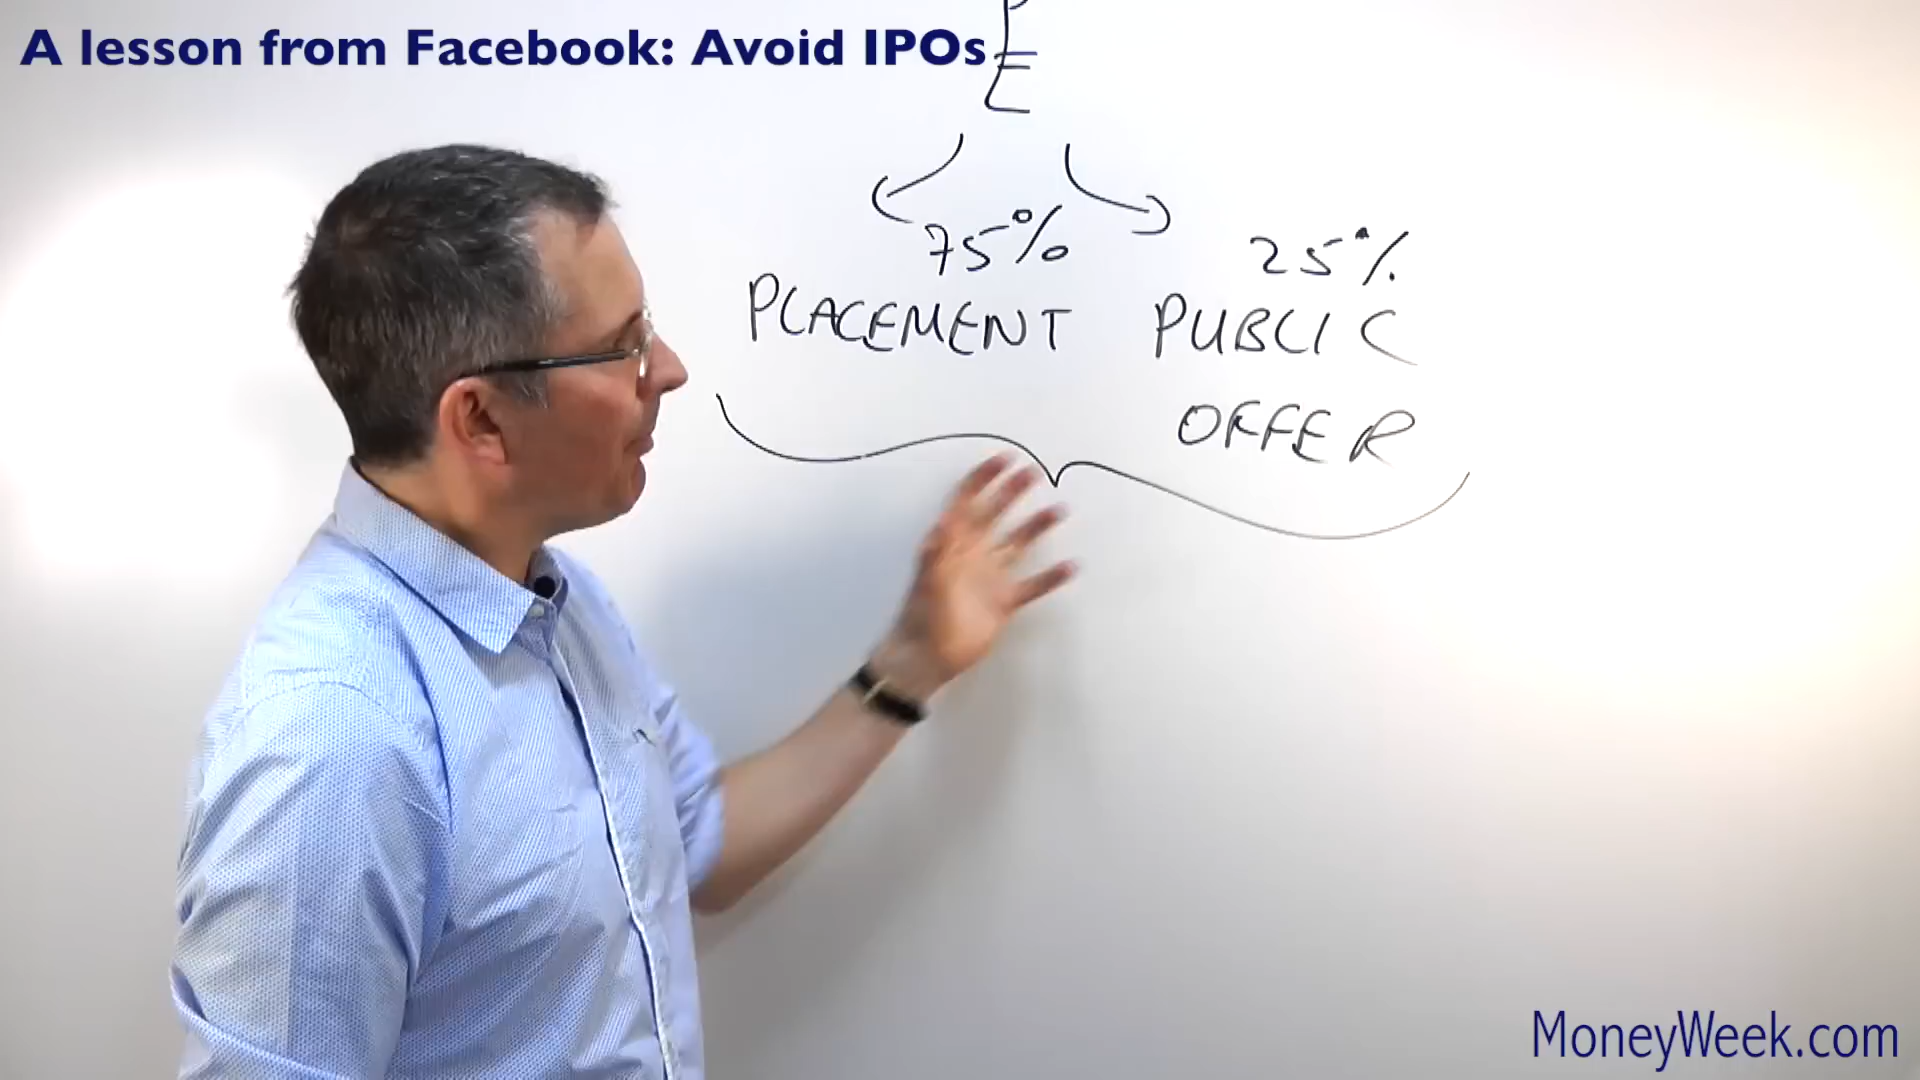 A lesson from Facebook: Avoid IPOs
P
E
75% 25%
PLACEMENT PUBLIC
OFFER
MoneyWeek.com